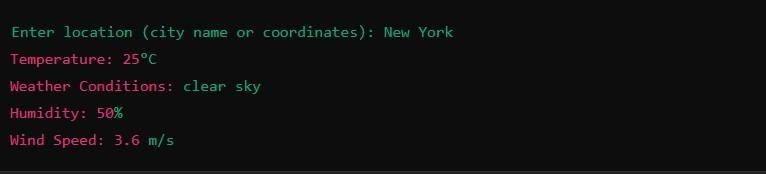 Enter location (city name or coordinates): New York
Temperature: 25°C
Weather Conditions: clear sky
Humidity: 50%
Wind Speed: 3.6 m/s